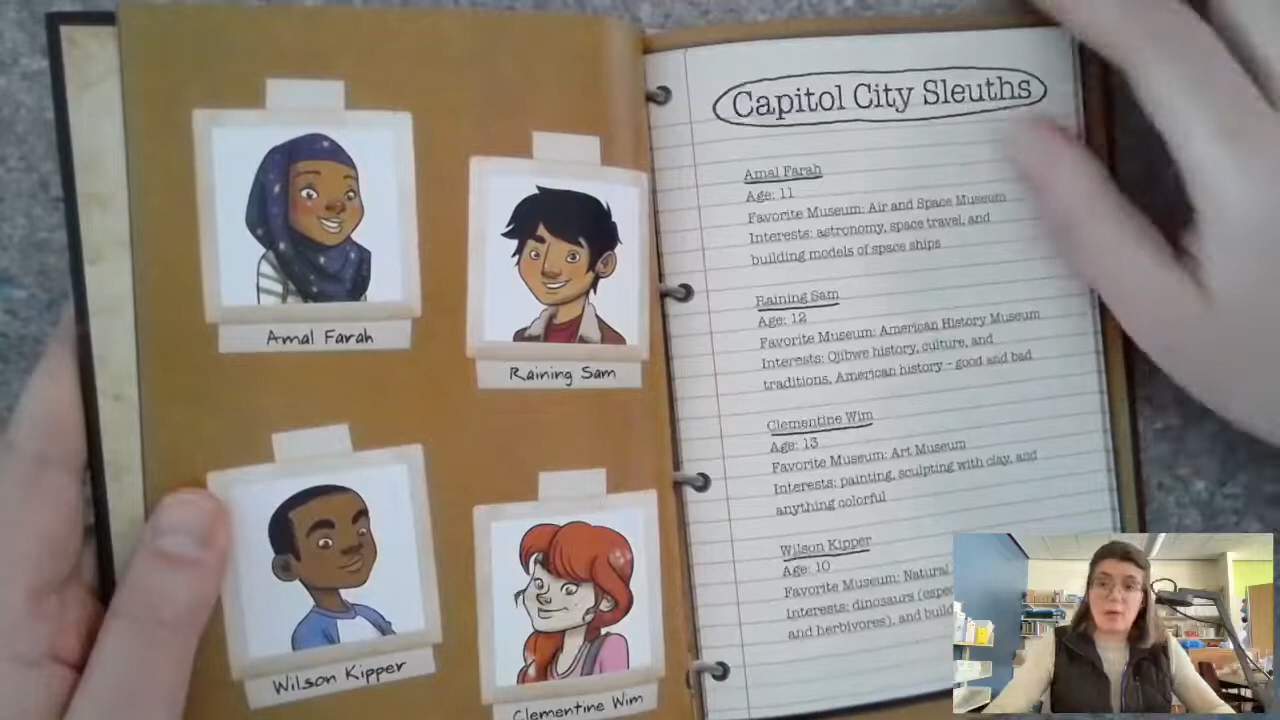 Amal Farah
Raining Sam
Wilson Kipper
Clementine Wim
Capitol City Sleuths
Amal Farah
Age: 11
Favorite Museum: Air and Space Museum
Interests: astronomy, space travel, and
building models of space ships
Raining Sam
Age: 12
Favorite Museum: American History Museum
Interests: Ojibwe history, culture, and
traditions, American history – good and bad
Clementine Wim
Age: 13
Favorite Museum: Art Museum
Interests: painting, sculpting with clay, and
anything colorful
Wilson Kipper
Age: 10
Favorite Museum: Natural
Interests: dinosaurs
and herbivores), and